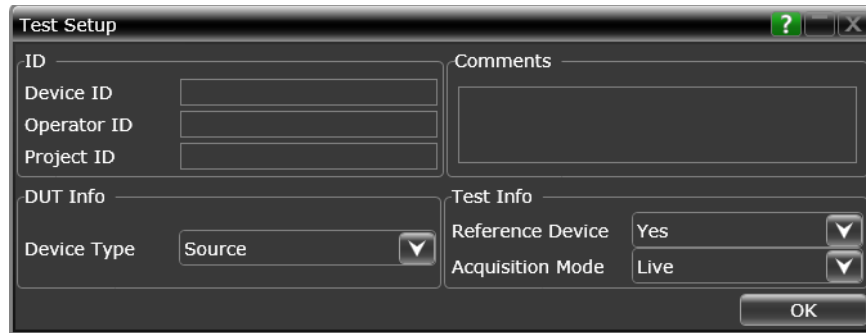 Test Setup
?
X
ID
Device ID
Operator ID
Project ID
Comments
DUT Info
Device Type
Source
Test Info
Reference Device
Yes
Acquisition Mode
Live
OK